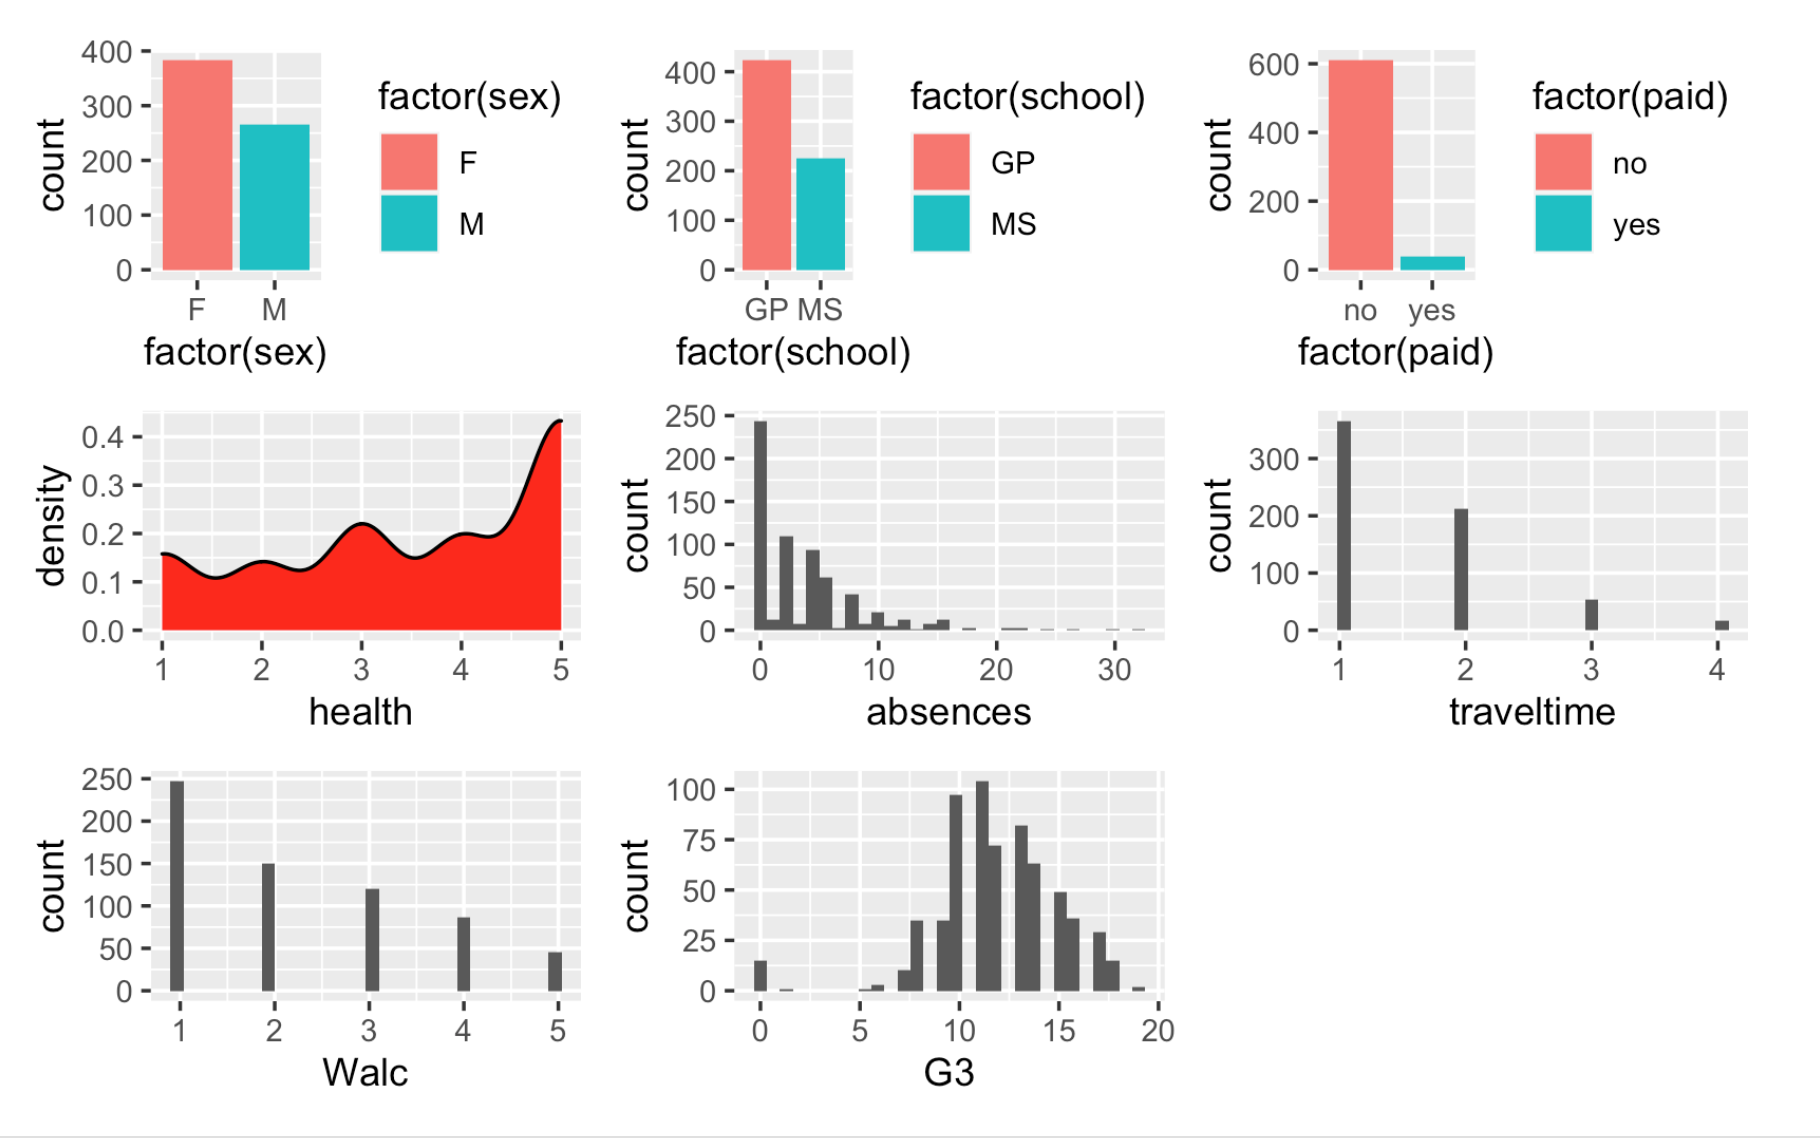 count
400
300
200
100
0
F M
factor(sex)
factor(sex)
F
M
count
400
300
200
100
0
GP MS
factor(school)
factor(school)
GP
MS
count
600
400
200
0
no yes
factor(paid)
factor(paid)
no
yes
density
0.4
0.3
0.2
0.1
0.0
1 2 3 4 5
health
count
250
200
150
100
50
0
0 10 20 30
absences
count
300
200
100
0
1 2 3 4
traveltime
count
250
200
150
100
50
0
1 2 3 4 5
Walc
count
100
75
50
25
0
0 5 10 15 20
G3